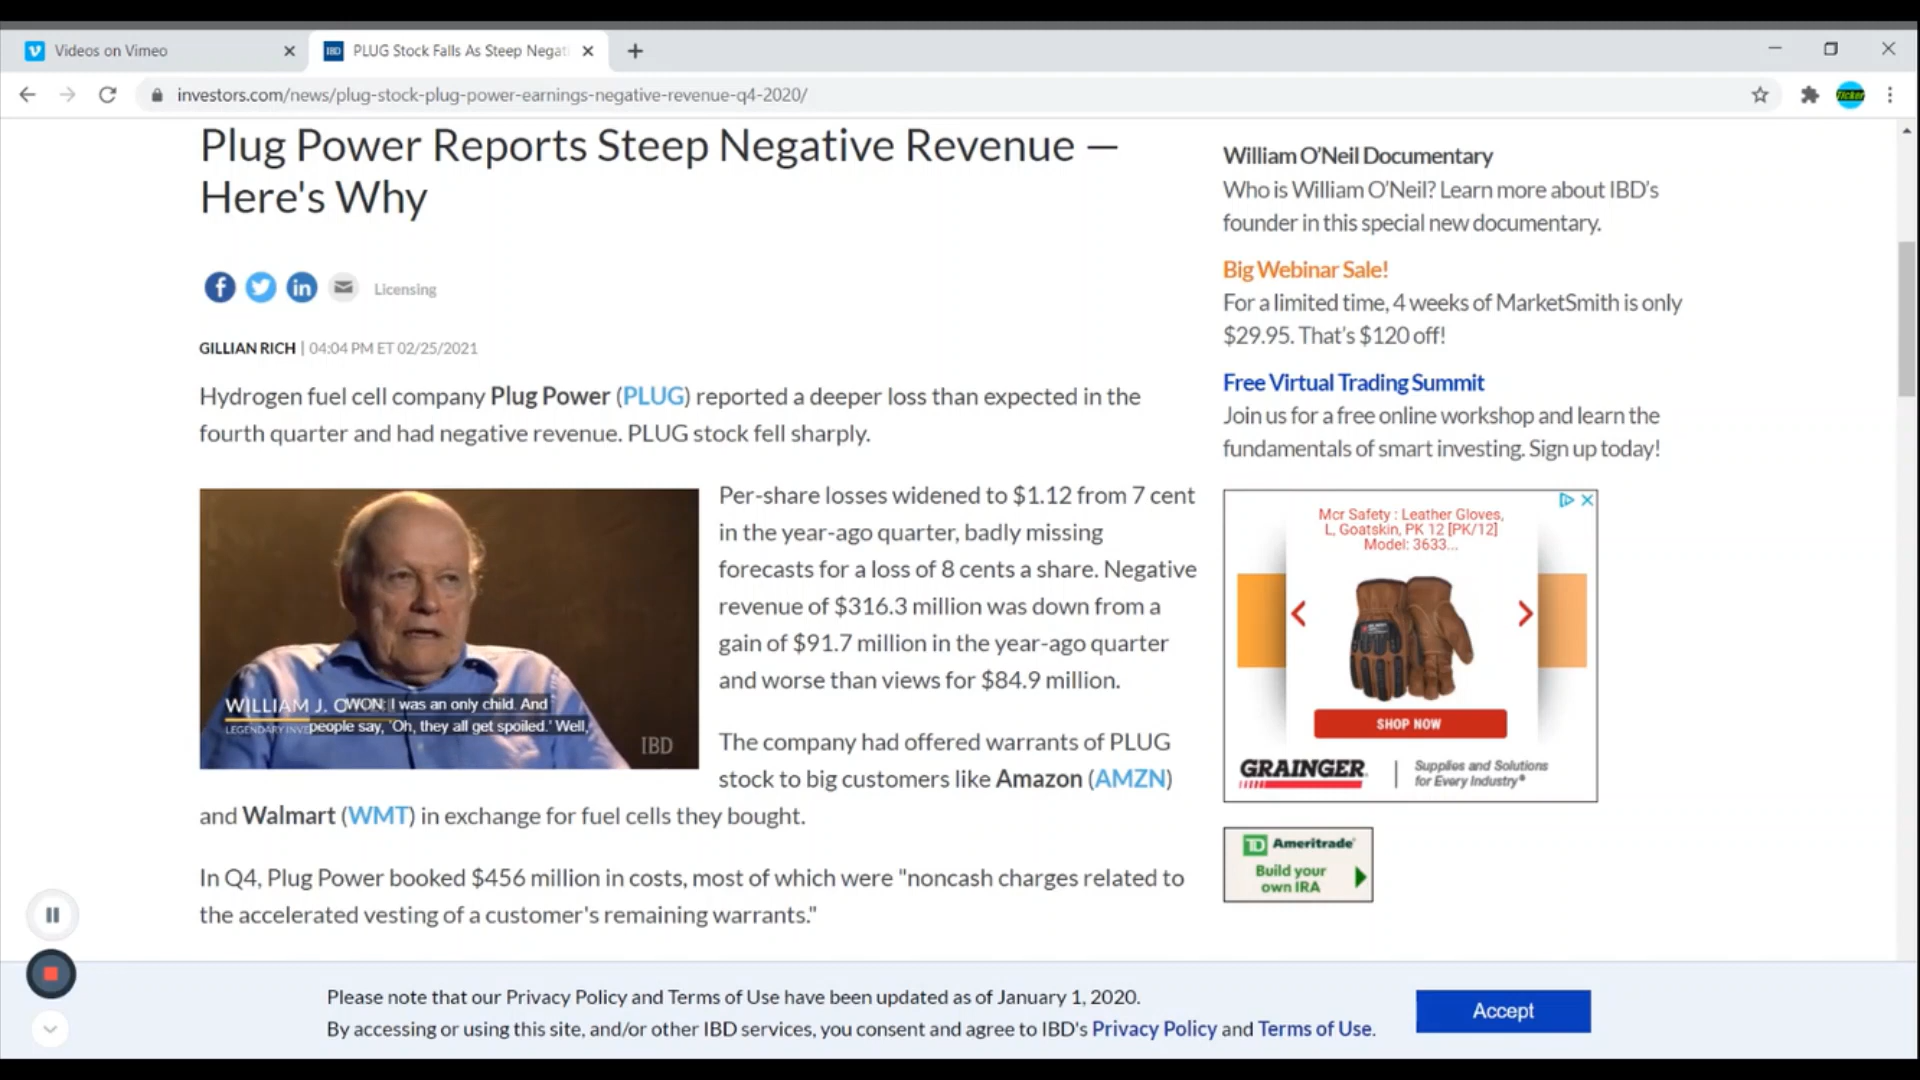 Videos on Vimeo
IBD
PLUG Stock Falls As Steep Negat
investors.com/news/plug-stock-plug-power-earnings-negative-revenue-q4-2020/
Plug Power Reports Steep Negative Revenue —
Here's Why
Licensing
GILLIAN RICH | 04:04 PM ET 02/25/2021
Hydrogen fuel cell company Plug Power (PLUG) reported a deeper loss than expected in the
fourth quarter and had negative revenue. PLUG stock fell sharply.
WILLIAM J. O
WON: I was an only child. And
LEGENDARY INVE
people say, 'Oh, they all get spoiled.' Well,
IBD
Per-share losses widened to $1.12 from 7 cent
in the year-ago quarter, badly missing
forecasts for a loss of 8 cents a share. Negative
revenue of $316.3 million was down from a
gain of $91.7 million in the year-ago quarter
and worse than views for $84.9 million.
The company had offered warrants of PLUG
stock to big customers like Amazon (AMZN)
and Walmart (WMT) in exchange for fuel cells they bought.
In Q4, Plug Power booked $456 million in costs, most of which were "noncash charges related to
the accelerated vesting of a customer's remaining warrants."
William O'Neil Documentary
Who is William O'Neil? Learn more about IBD's
founder in this special new documentary.
Big Webinar Sale!
For a limited time, 4 weeks of MarketSmith is only
$29.95. That's $120 off!
Free Virtual Trading Summit
Join us for a free online workshop and learn the
fundamentals of smart investing. Sign up today!
Mcr Safety : Leather Gloves,
L, Goatskin, PK 12 [PK/12]
Model: 3633...
SHOP NOW
GRAINGER
Supplies and Solutions
for Every Industry®
TD Ameritrade
Build your
own IRA
Please note that our Privacy Policy and Terms of Use have been updated as of January 1, 2020.
By accessing or using this site, and/or other IBD services, you consent and agree to IBD's Privacy Policy and Terms of Use.
Accept